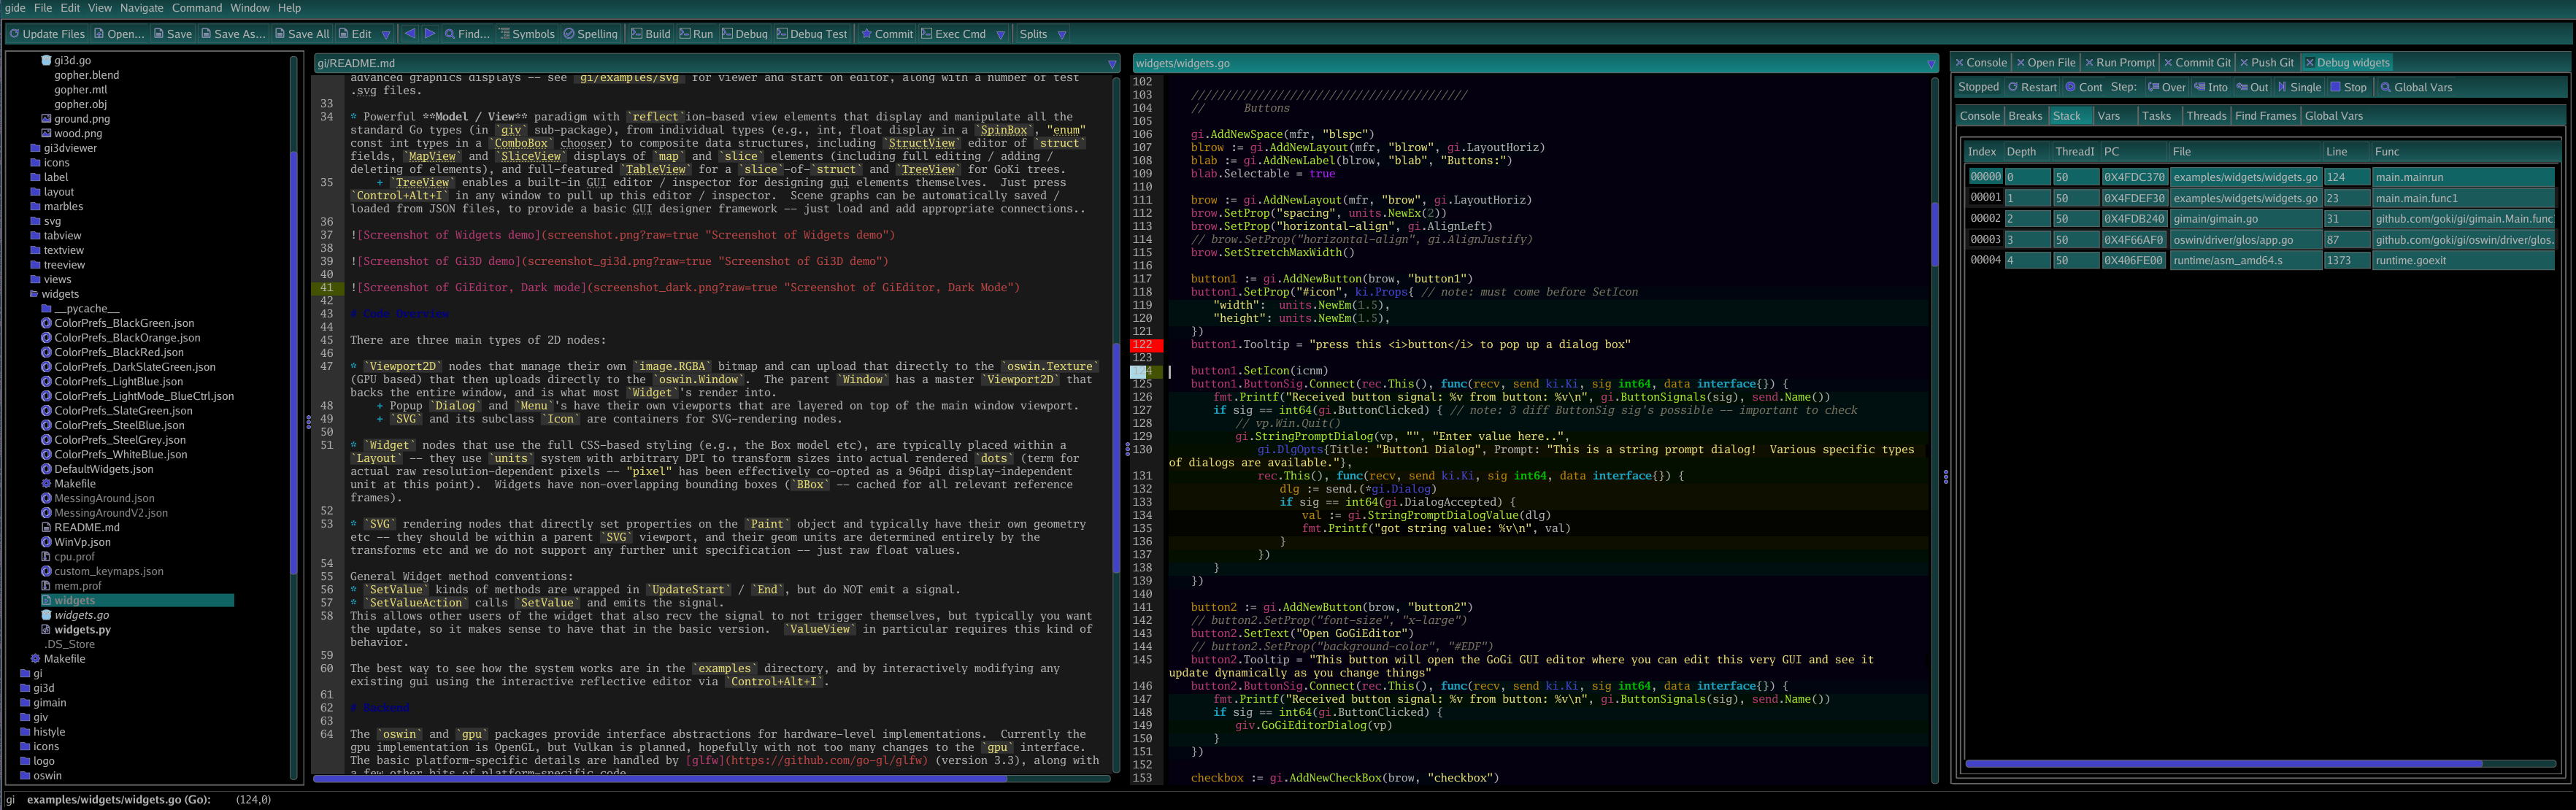 gide File Edit View Navigate Command Window Help
Update Files Open... Save Save As... Save All Edit Find... Symbols Spelling Build Run Debug Debug Test Commit Exec Cmd Splits
gi3d.go
gopher.blend
gopher.mtl
gopher.obj
ground.png
wood.png
gi3dviewer
icons
label
layout
marbles
svg
tabview
textview
treeview
views
widgets
__pycache__
ColorPrefs_BlackGreen.json
ColorPrefs_BlackOrange.json
ColorPrefs_BlackRed.json
ColorPrefs_DarkSlateGreen.json
ColorPrefs_LightBlue.json
ColorPrefs_LightMode_BlueCtrl.json
ColorPrefs_SlateGreen.json
ColorPrefs_SteelBlue.json
ColorPrefs_SteelGrey.json
ColorPrefs_WhiteBlue.json
DefaultWidgets.json
Makefile
MessingAround.json
MessingAroundV2.json
README.md
WinVp.json
cpu.prof
custom_keymaps.json
mem.prof
widgets
widgets.go
widgets.py
.DS_Store
Makefile
gi
gi3d
gimain
giv
histyle
icons
logo
oswin
gi/README.md
advanced graphics displays -- see `gi/examples/svg` for viewer and start on editor, along with a number of test
.svg files.
33
34 * Powerful **Model / View** paradigm with `reflect`ion-based view elements that display and manipulate all the
standard Go types (in `giv` sub-package), from individual types (e.g., int, float display in a `SpinBox`, "enum"
const int types in a `ComboBox` chooser) to composite data structures, including `StructView` editor of `struct`
fields, `MapView` and `SliceView` displays of `map` and `slice` elements (including full editing / adding /
deleting of elements), and full-featured `TableView` for a `slice`-of-`struct` and `TreeView` for GoKi trees.
35 + `TreeView` enables a built-in GUI editor / inspector for designing gui elements themselves. Just press
`Control+Alt+I` in any window to pull up this editor / inspector. Scene graphs can be automatically saved /
loaded from JSON files, to provide a basic GUI designer framework -- just load and add appropriate connections..
36
37 ![Screenshot of Widgets demo](screenshot.png?raw=true "Screenshot of Widgets demo")
38
39 ![Screenshot of Gi3D demo](screenshot_gi3d.png?raw=true "Screenshot of Gi3D demo")
40
41 ![Screenshot of GiEditor, Dark mode](screenshot_dark.png?raw=true "Screenshot of GiEditor, Dark Mode")
42
43 # Code Overview
44
45 There are three main types of 2D nodes:
46
47 * `Viewport2D` nodes that manage their own `image.RGBA` bitmap and can upload that directly to the `oswin.Texture`
(GPU based) that then uploads directly to the `oswin.Window`. The parent `Window` has a master `Viewport2D` that
backs the entire window, and is what most `Widget`'s render into.
48 + Popup `Dialog` and `Menu`'s have their own viewports that are layered on top of the main window viewport.
49 + `SVG` and its subclass `Icon` are containers for SVG-rendering nodes.
50
51 * `Widget` nodes that use the full CSS-based styling (e.g., the Box model etc), are typically placed within a
`Layout` -- they use `units` system with arbitrary DPI to transform sizes into actual rendered `dots` (term for
actual raw resolution-dependent pixels -- "pixel" has been effectively co-opted as a 96dpi display-independent
unit at this point). Widgets have non-overlapping bounding boxes (`BBox` -- cached for all relevant reference
frames).
52
53 * `SVG` rendering nodes that directly set properties on the `Paint` object and typically have their own geometry
etc -- they should be within a parent `SVG` viewport, and their geom units are determined entirely by the
transforms etc and we do not support any further unit specification -- just raw float values.
54
55 General Widget method conventions:
56 * `SetValue` kinds of methods are wrapped in `UpdateStart` / `End`, but do NOT emit a signal.
57 * `SetValueAction` calls `SetValue` and emits the signal.
58 This allows other users of the widget that also recv the signal to not trigger themselves, but typically you want
the update, so it makes sense to have that in the basic version. `ValueView` in particular requires this kind of
behavior.
59
60 The best way to see how the system works are in the `examples` directory, and by interactively modifying any
existing gui using the interactive reflective editor via `Control+Alt+I`.
61
62 # Backend
63
64 The `oswin` and `gpu` packages provide interface abstractions for hardware-level implementations. Currently the
gpu implementation is OpenGL, but Vulkan is planned, hopefully with not too many changes to the `gpu` interface.
The basic platform-specific details are handled by [glfw](https://github.com/go-gl/glfw) (version 3.3), along with
a few other bits of platform-specific code.
widgets/widgets.go
102
103 //////////////////////////////////////////
104 // Buttons
105
106 gi.AddNewSpace(mfr, "blspc")
107 blrow := gi.AddNewLayout(mfr, "blrow", gi.LayoutHoriz)
108 blab := gi.AddNewLabel(blrow, "blab", "Buttons:")
109 blab.Selectable = true
110
111 brow := gi.AddNewLayout(mfr, "brow", gi.LayoutHoriz)
112 brow.SetProp("spacing", units.NewEx(2))
113 brow.SetProp("horizontal-align", gi.AlignLeft)
114 // brow.SetProp("horizontal-align", gi.AlignJustify)
115 brow.SetStretchMaxWidth()
116
117 button1 := gi.AddNewButton(brow, "button1")
118 button1.SetProp("#icon", ki.Props{ // note: must come before SetIcon
119 "width": units.NewEm(1.5),
120 "height": units.NewEm(1.5),
121 })
122 button1.Tooltip = "press this <i>button</i> to pop up a dialog box"
123
124 button1.SetIcon(icnm)
125 button1.ButtonSig.Connect(rec.This(), func(recv, send ki.Ki, sig int64, data interface{}) {
126 fmt.Printf("Received button signal: %v from button: %v\n", gi.ButtonSignals(sig), send.Name())
127 if sig == int64(gi.ButtonClicked) { // note: 3 diff ButtonSig sig's possible -- important to check
128 // vp.Win.Quit()
129 gi.StringPromptDialog(vp, "", "Enter value here..",
130 gi.DlgOpts{Title: "Button1 Dialog", Prompt: "This is a string prompt dialog! Various specific types
of dialogs are available."},
131 rec.This(), func(recv, send ki.Ki, sig int64, data interface{}) {
132 dlg := send.(*gi.Dialog)
133 if sig == int64(gi.DialogAccepted) {
134 val := gi.StringPromptDialogValue(dlg)
135 fmt.Printf("got string value: %v\n", val)
136 }
137 })
138 }
139 })
140
141 button2 := gi.AddNewButton(brow, "button2")
142 // button2.SetProp("font-size", "x-large")
143 button2.SetText("Open GoGiEditor")
144 // button2.SetProp("background-color", "#EDF")
145 button2.Tooltip = "This button will open the GoGi GUI editor where you can edit this very GUI and see it
update dynamically as you change things"
146 button2.ButtonSig.Connect(rec.This(), func(recv, send ki.Ki, sig int64, data interface{}) {
147 fmt.Printf("Received button signal: %v from button: %v\n", gi.ButtonSignals(sig), send.Name())
148 if sig == int64(gi.ButtonClicked) {
149 giv.GoGiEditorDialog(vp)
150 }
151 })
152
153 checkbox := gi.AddNewCheckBox(brow, "checkbox")
Console Open File Run Prompt Commit Git Push Git Debug widgets
Stopped Restart Cont Step: Over Into Out Single Stop Global Vars
Console Breaks Stack Vars Tasks Threads Find Frames Global Vars
Index Depth ThreadI PC File Line Func
00000 0 50 0X4FDC370 examples/widgets/widgets.go 124 main.mainrun
00001 1 50 0X4FDEF30 examples/widgets/widgets.go 23 main.main.func1
00002 2 50 0X4FDB240 gimain/gimain.go 31 github.com/goki/gi/gimain.Main.func
00003 3 50 0X4F66AF0 oswin/driver/glos/app.go 87 github.com/goki/gi/oswin/driver/glos.
00004 4 50 0X406FE00 runtime/asm_amd64.s 1373 runtime.goexit
gi examples/widgets/widgets.go (Go): (124,0)